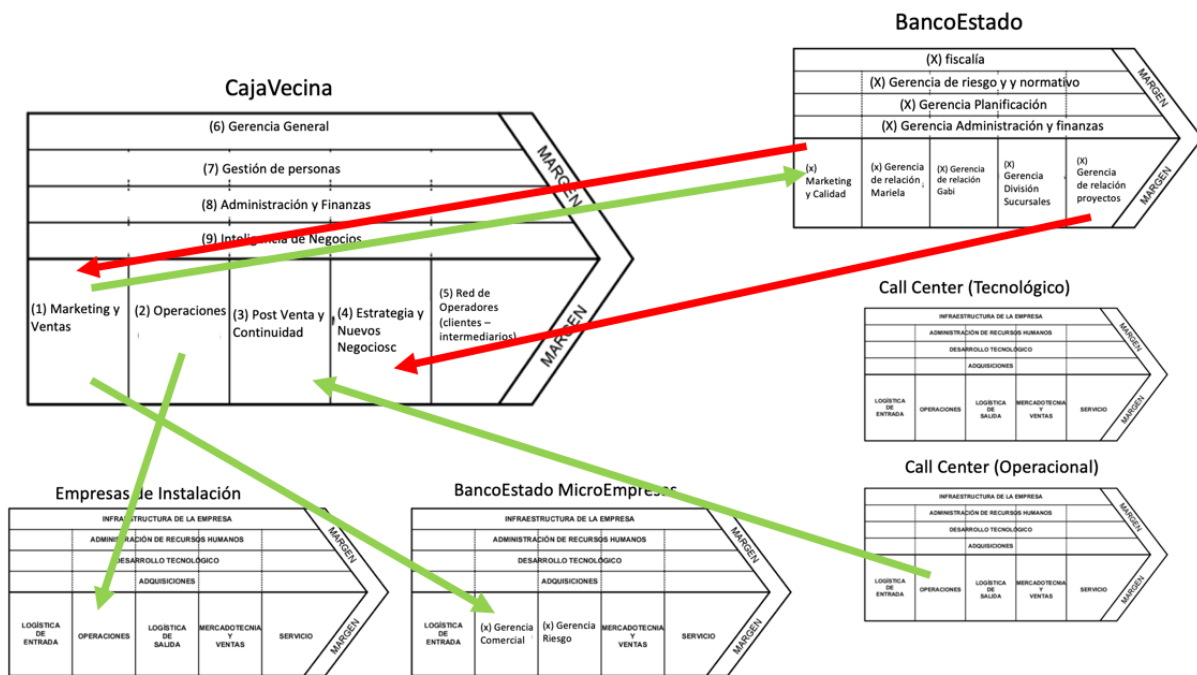 BancoEstado
(X) fiscalía
(X) Gerencia de riesgo y y normativo
(X) Gerencia Planificación
(X) Gerencia Administración y finanzas
MARGEN
MARGEN
(x)
Marketing
y Calidad
(x) Gerencia
de relación
Mariela
(X) Gerencia
de relación
Gabi
(X)
Gerencia
División
Sucursales
(X)
Gerencia
de relación
proyectos
CajaVecina
(6) Gerencia General
(7) Gestión de personas
(8) Administración y Finanzas
(9) Inteligencia de Negocios
MARGEN
MARGEN
(1) Marketing y
Ventas
(2) Operaciones
(3) Post Venta y
Continuidad
(4) Estrategia y
Nuevos
Negociosc
(5) Red de
Operadores
(clientes –
intermediarios)
Call Center (Tecnológico)
INFRAESTRUCTURA DE LA EMPRESA
ADMINISTRACIÓN DE RECURSOS HUMANOS
DESARROLLO TECNOLÓGICO
ADQUISICIONES
MARGEN
MARGEN
LOGÍSTICA
DE
ENTRADA
OPERACIONES
LOGÍSTICA
DE
SALIDA
MERCADOTECNIA
Y
VENTAS
SERVICIO
Call Center (Operacional)
INFRAESTRUCTURA DE LA EMPRESA
ADMINISTRACIÓN DE RECURSOS HUMANOS
DESARROLLO TECNOLÓGICO
ADQUISICIONES
MARGEN
MARGEN
LOGÍSTICA
DE
ENTRADA
OPERACIONES
LOGÍSTICA
DE
SALIDA
MERCADOTECNIA
Y
VENTAS
SERVICIO
Empresas de Instalación
INFRAESTRUCTURA DE LA EMPRESA
ADMINISTRACIÓN DE RECURSOS HUMANOS
DESARROLLO TECNOLÓGICO
ADQUISICIONES
MARGEN
MARGEN
LOGÍSTICA
DE
ENTRADA
OPERACIONES
LOGÍSTICA
DE
SALIDA
MERCADOTECNIA
Y
VENTAS
SERVICIO
BancoEstado MicroEmpresas
INFRAESTRUCTURA DE LA EMPRESA
ADMINISTRACIÓN DE RECURSOS HUMANOS
DESARROLLO TECNOLÓGICO
ADQUISICIONES
MARGEN
MARGEN
LOGÍSTICA
DE
ENTRADA
(x) Gerencia
Comercial
(x) Gerencia
Riesgo
MERCADOTECNIA
Y
VENTAS
SERVICIO